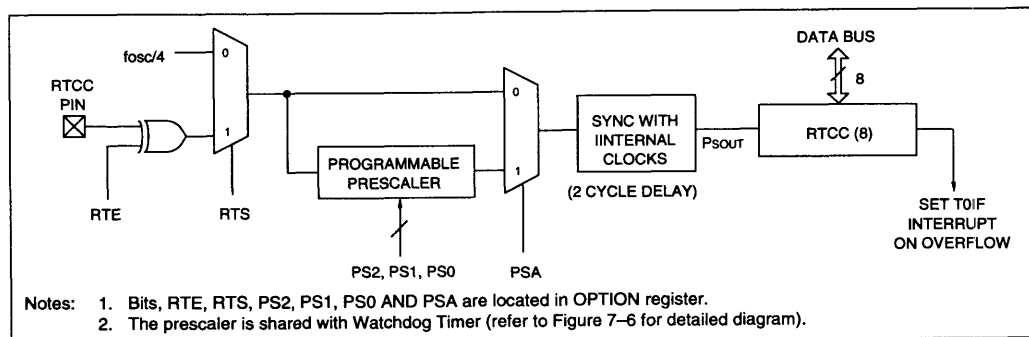 DATA BUS
fosc/4
0
8
RTCC
PIN
0
1
SYNC WITH
IINTERNAL
CLOCKS
PSOUT
RTCC (8)
PROGRAMMABLE
PRESCALER
1
(2 CYCLE DELAY)
RTE
RTS
SET T0IF
INTERRUPT
ON OVERFLOW
PS2, PS1, PS0
PSA
Notes: 1. Bits, RTE, RTS, PS2, PS1, PS0 AND PSA are located in OPTION register.
2. The prescaler is shared with Watchdog Timer (refer to Figure 7–6 for detailed diagram).